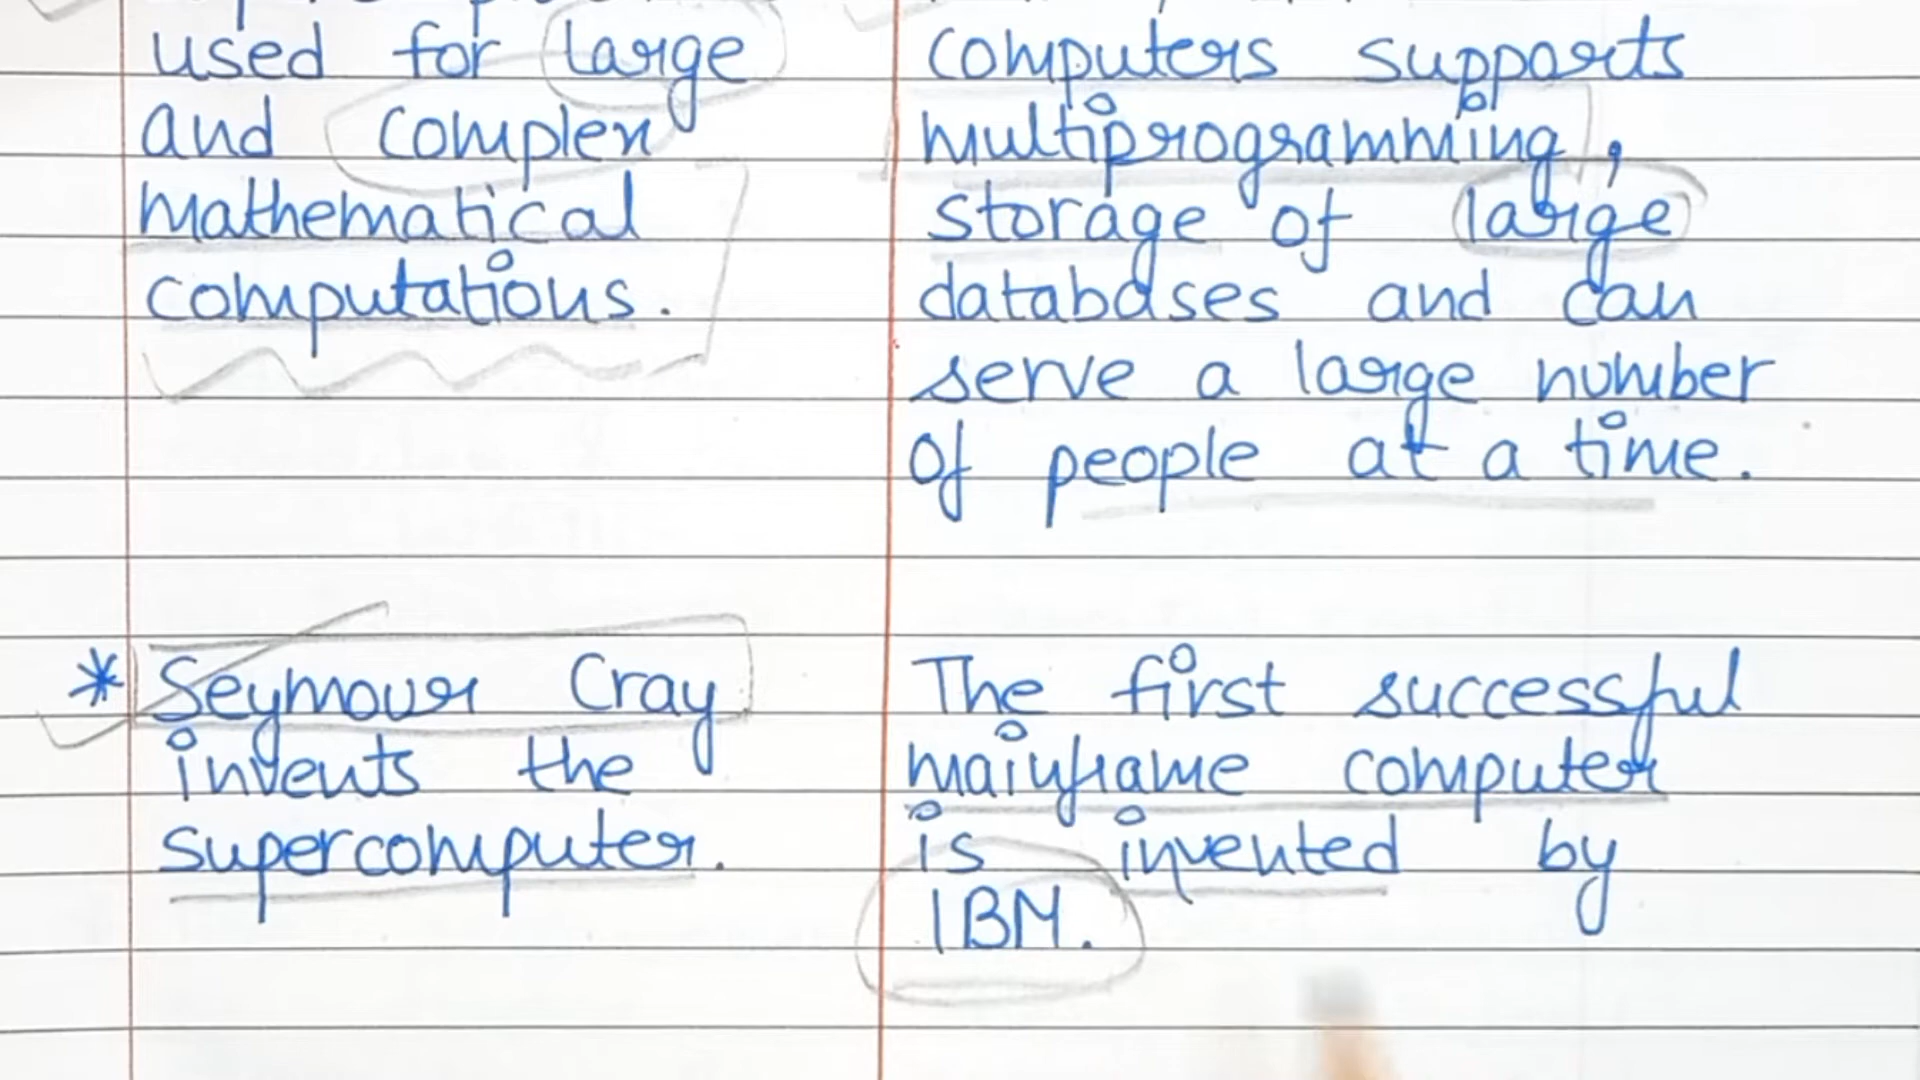 used for large
and complex
mathematical
computations.
* Seymour Cray
invents the
supercomputer.
computers supports
multiprogramming,
storage of large
databases and can
serve a large number
of people at a time.
The first successful
mainframe computer
is invented by
IBM.